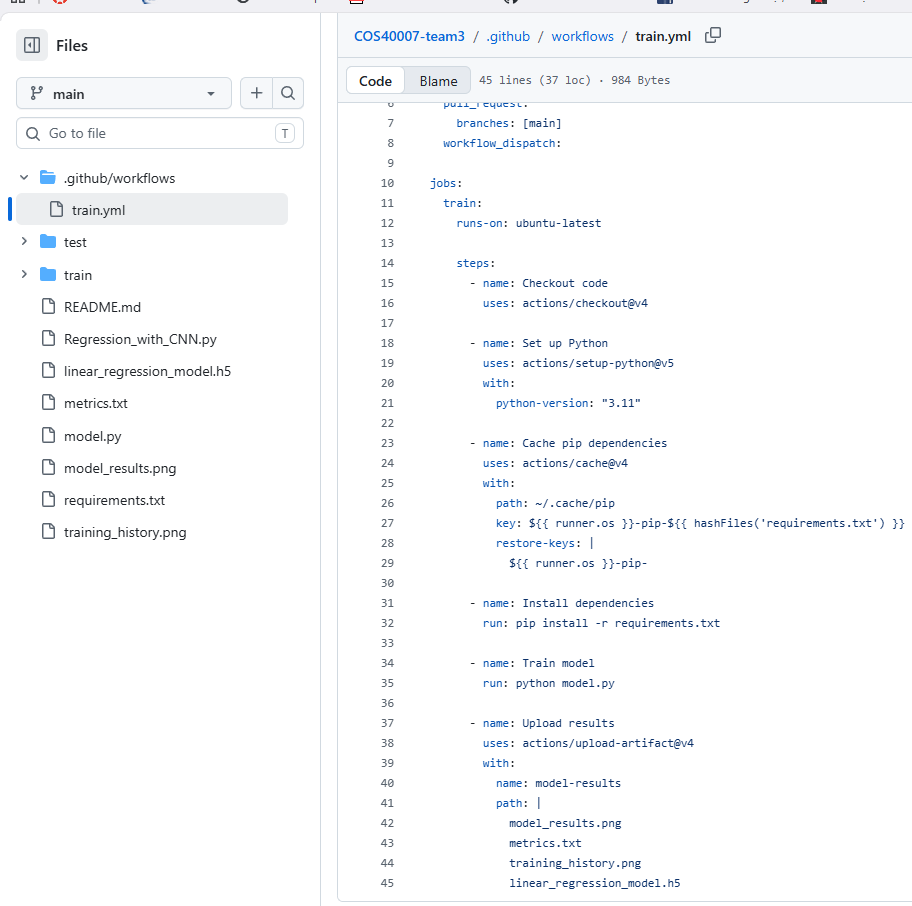 Files
main
Go to file
T
.github/workflows
train.yml
test
train
README.md
Regression_with_CNN.py
linear_regression_model.h5
metrics.txt
model.py
model_results.png
requirements.txt
training_history.png
COS40007-team3 / .github / workflows / train.yml
Code Blame 45 lines (37 loc) · 984 Bytes
6 pull_request:
7 branches: [main]
8 workflow_dispatch:
9
10 jobs:
11 train:
12 runs-on: ubuntu-latest
13
14 steps:
15 - name: Checkout code
16 uses: actions/checkout@v4
17
18 - name: Set up Python
19 uses: actions/setup-python@v5
20 with:
21 python-version: "3.11"
22
23 - name: Cache pip dependencies
24 uses: actions/cache@v4
25 with:
26 path: ~/.cache/pip
27 key: ${{ runner.os }}-pip-${{ hashFiles('requirements.txt') }}
28 restore-keys: |
29 ${{ runner.os }}-pip-
30
31 - name: Install dependencies
32 run: pip install -r requirements.txt
33
34 - name: Train model
35 run: python model.py
36
37 - name: Upload results
38 uses: actions/upload-artifact@v4
39 with:
40 name: model-results
41 path: |
42 model_results.png
43 metrics.txt
44 training_history.png
45 linear_regression_model.h5